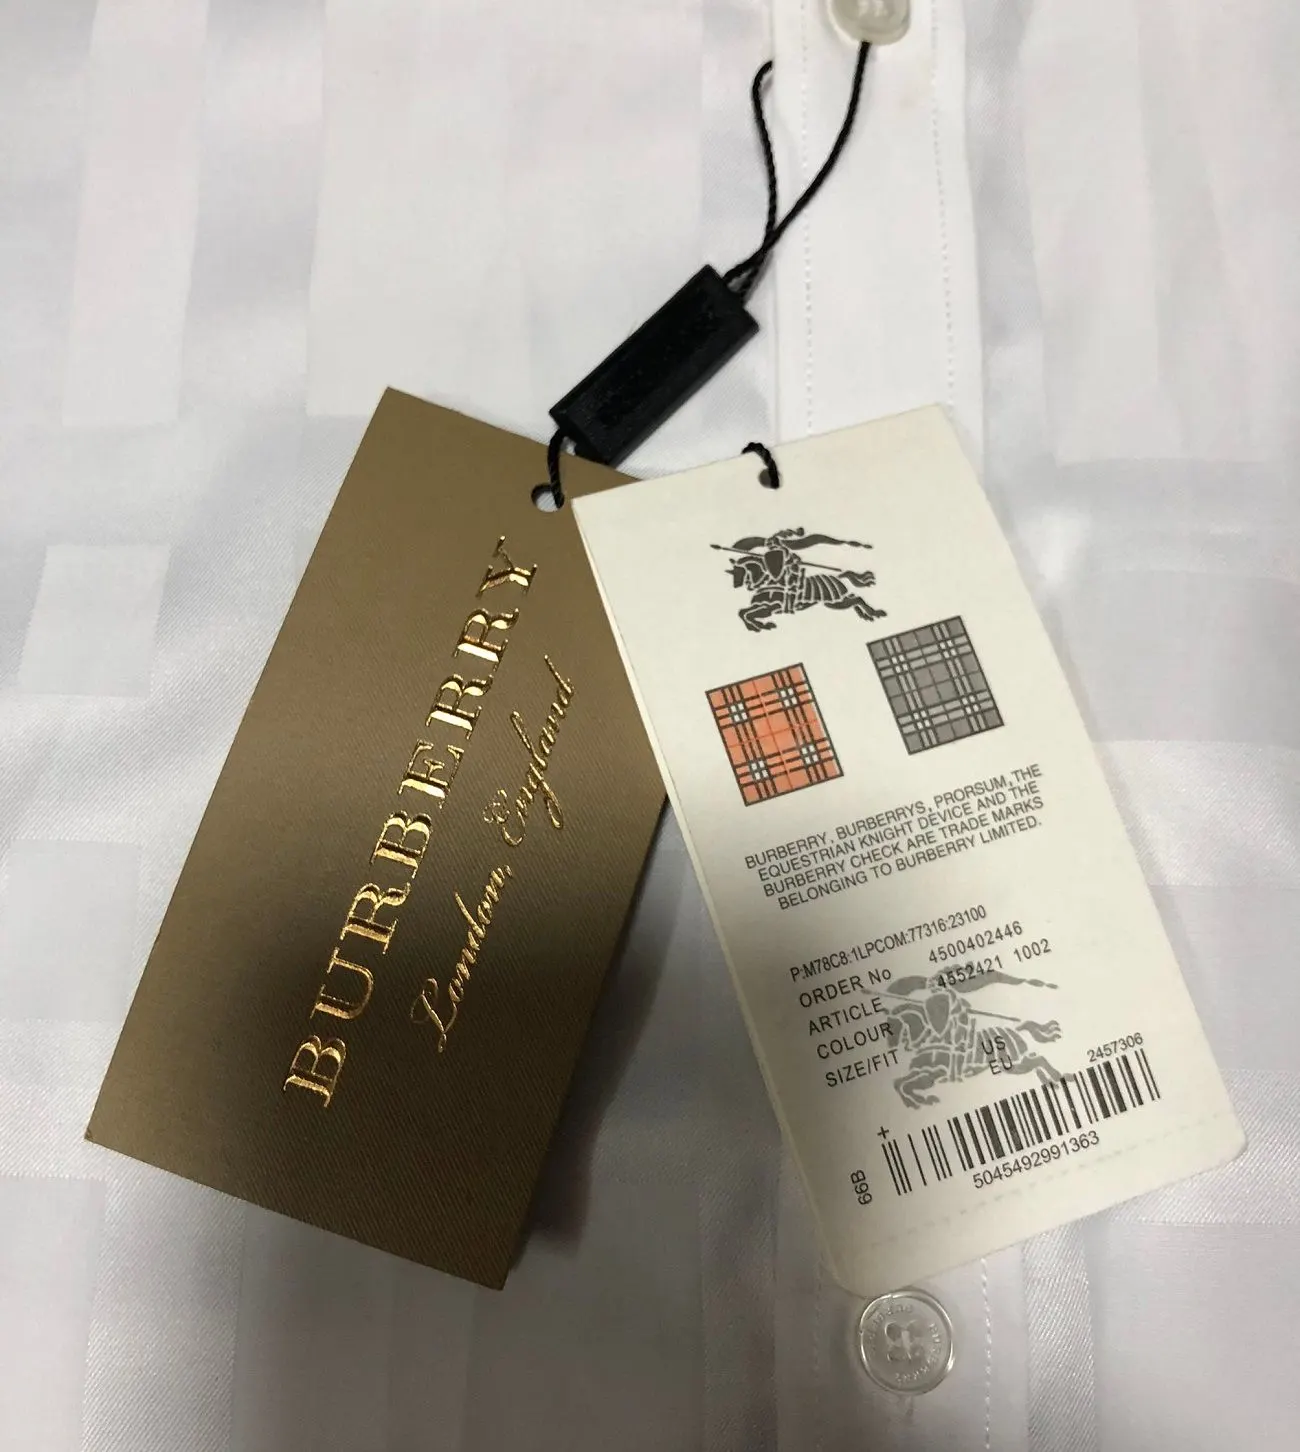 BURBERRY
London, England
BURBERRY, BURBERRYS, PRORSUM, THE
EQUESTRIAN KNIGHT DEVICE AND THE
BURBERRY CHECK ARE TRADE MARKS
BELONGING TO BURBERRY LIMITED.
P:M78C8:1LPCOM:77316:23100
ORDER No 4500402446
ARTICLE 4552421 1002
COLOUR
SIZE/FIT US
EU
2457306
+
66B
5045492991363